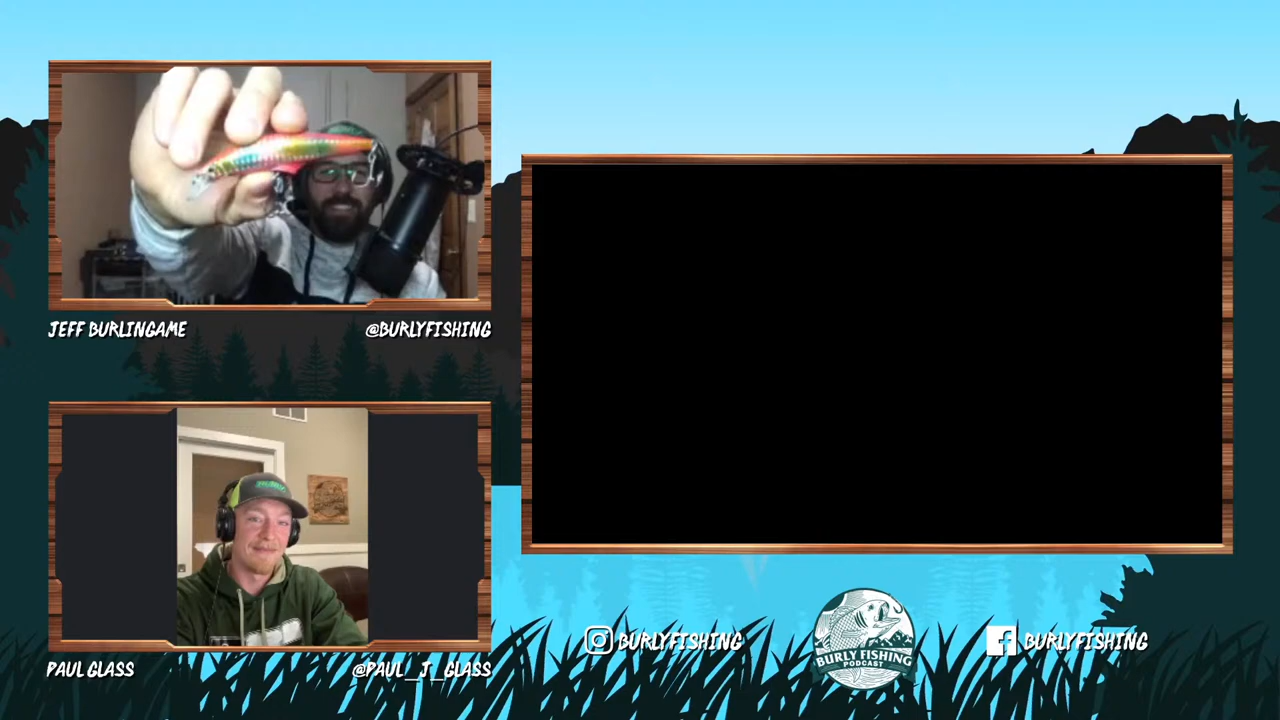 JEFF BURLINGAME
@BURLYFISHING
PAUL GLASS
@PAUL_J_GLASS
BURLYFISHING
BURLY FISHING
PODCAST
BURLYFISHING